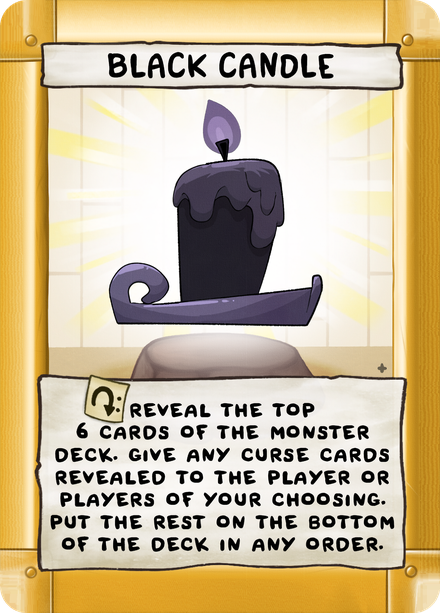 BLACK CANDLE
: REVEAL THE TOP
6 CARDS OF THE MONSTER
DECK. GIVE ANY CURSE CARDS
REVEALED TO THE PLAYER OR
PLAYERS OF YOUR CHOOSING.
PUT THE REST ON THE BOTTOM
OF THE DECK IN ANY ORDER.